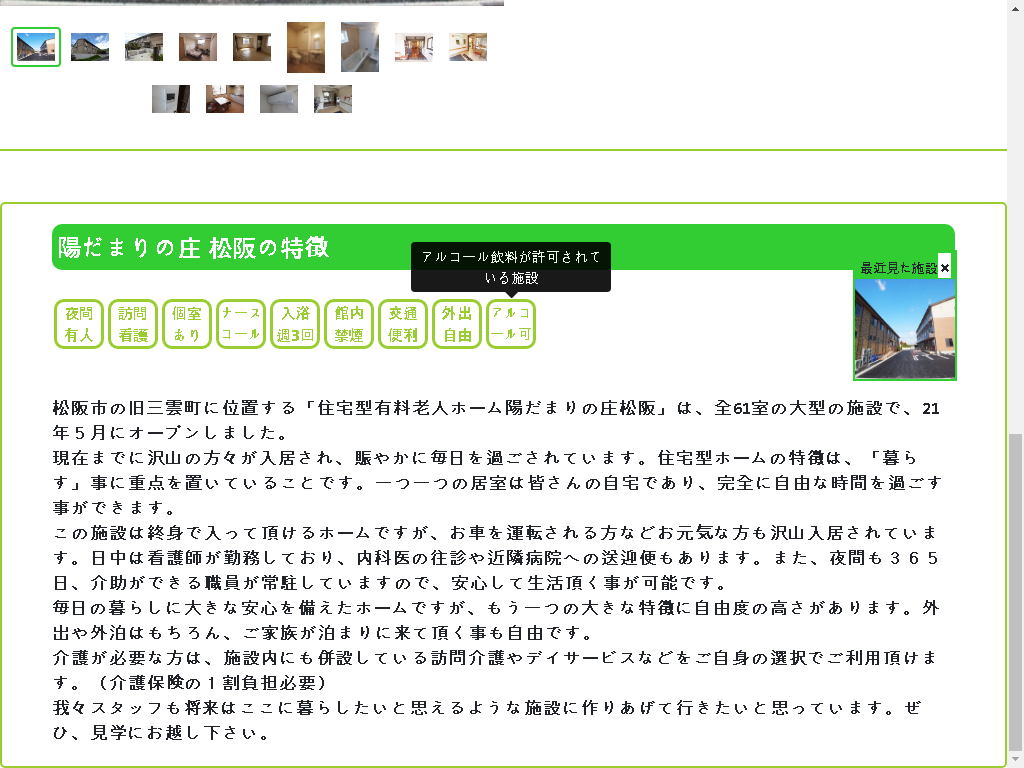 陽だまりの庄 松阪の特徴
アルコール飲料が許可されて
いる施設
最近見た施設×
夜間
有人
訪問
看護
個室
あり
ナース
コール
入浴
週3回
館内
禁煙
交通
便利
外出
自由
アルコ
ール可
松阪市の旧三雲町に位置する「住宅型有料老人ホーム陽だまりの庄松阪」は、全61室の大型の施設で、21
年５月にオープンしました。
現在までに沢山の方々が入居され、賑やかに毎日を過ごされています。住宅型ホームの特徴は、「暮ら
す」事に重点を置いていることです。一つ一つの居室は皆さんの自宅であり、完全に自由な時間を過ごす
事ができます。
この施設は終身で入って頂けるホームですが、お車を運転される方などお元気な方も沢山入居されていま
す。日中は看護師が勤務しており、内科医の往診や近隣病院への送迎便もあります。また、夜間も３６５
日、介助ができる職員が常駐していますので、安心して生活頂く事が可能です。
毎日の暮らしに大きな安心を備えたホームですが、もう一つの大きな特徴に自由度の高さがあります。外
出や外泊はもちろん、ご家族が泊まりに来て頂く事も自由です。
介護が必要な方は、施設内にも併設している訪問介護やデイサービスなどをご自身の選択でご利用頂けま
す。（介護保険の１割負担必要）
我々スタッフも将来はここに暮らしたいと思えるような施設に作りあげて行きたいと思っています。ぜ
ひ、見学にお越し下さい。